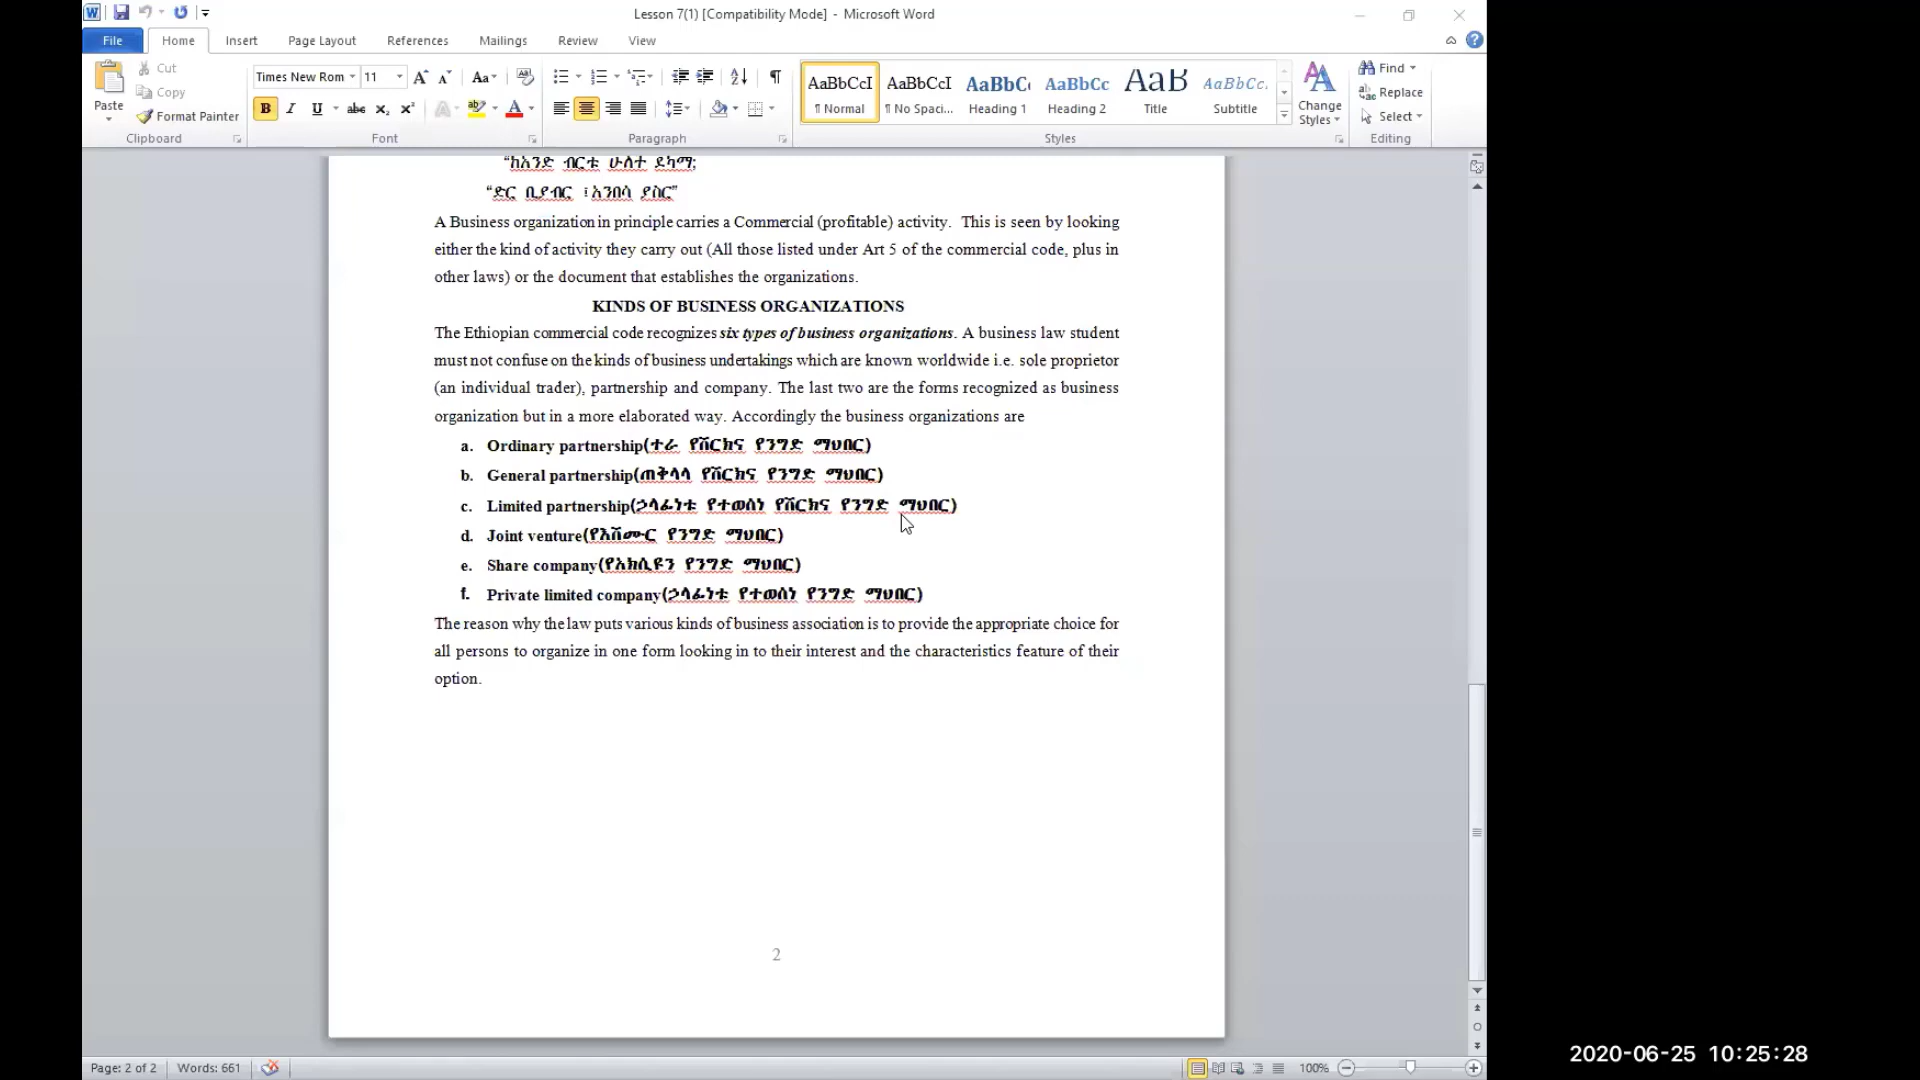 Lesson 7(1) [Compatibility Mode] - Microsoft Word
File Home Insert Page Layout References Mailings Review View
Paste
Cut
Copy
Format Painter
Clipboard
Times New Rom 11
Font
Paragraph
AaBbCcI AaBbCcI AaBbC AaBbCc AaB AaBbCc.
¶ Normal ¶ No Spaci... Heading 1 Heading 2 Title Subtitle
Change
Styles
Styles
Find
Replace
Select
Editing
“ከአንድ ብርቱ ሁለተ ደካማ;
“ድር ቢያብር ፤አንበሳ ያስር”
A Business organization in principle carries a Commercial (profitable) activity. This is seen by looking
either the kind of activity they carry out (All those listed under Art 5 of the commercial code, plus in
other laws) or the document that establishes the organizations.
KINDS OF BUSINESS ORGANIZATIONS
The Ethiopian commercial code recognizes six types of business organizations. A business law student
must not confuse on the kinds of business undertakings which are known worldwide i.e. sole proprietor
(an individual trader), partnership and company. The last two are the forms recognized as business
organization but in a more elaborated way. Accordingly the business organizations are
a. Ordinary partnership(ተራ የሽርክና የንግድ ማህበር)
b. General partnership(ጠቅላላ የሽርክና የንግድ ማህበር)
c. Limited partnership(ኃላፊነቱ የተወሰነ የሽርክና የንግድ ማህበር)
d. Joint venture(የእሽሙር የንግድ ማህበር)
e. Share company(የአክሲዩን የንግድ ማህበር)
f. Private limited company(ኃላፊነቱ የተወሰነ የንግድ ማህበር)
The reason why the law puts various kinds of business association is to provide the appropriate choice for
all persons to organize in one form looking in to their interest and the characteristics feature of their
option.
2
Page: 2 of 2 Words: 661
100%
2020-06-25 10:25:28